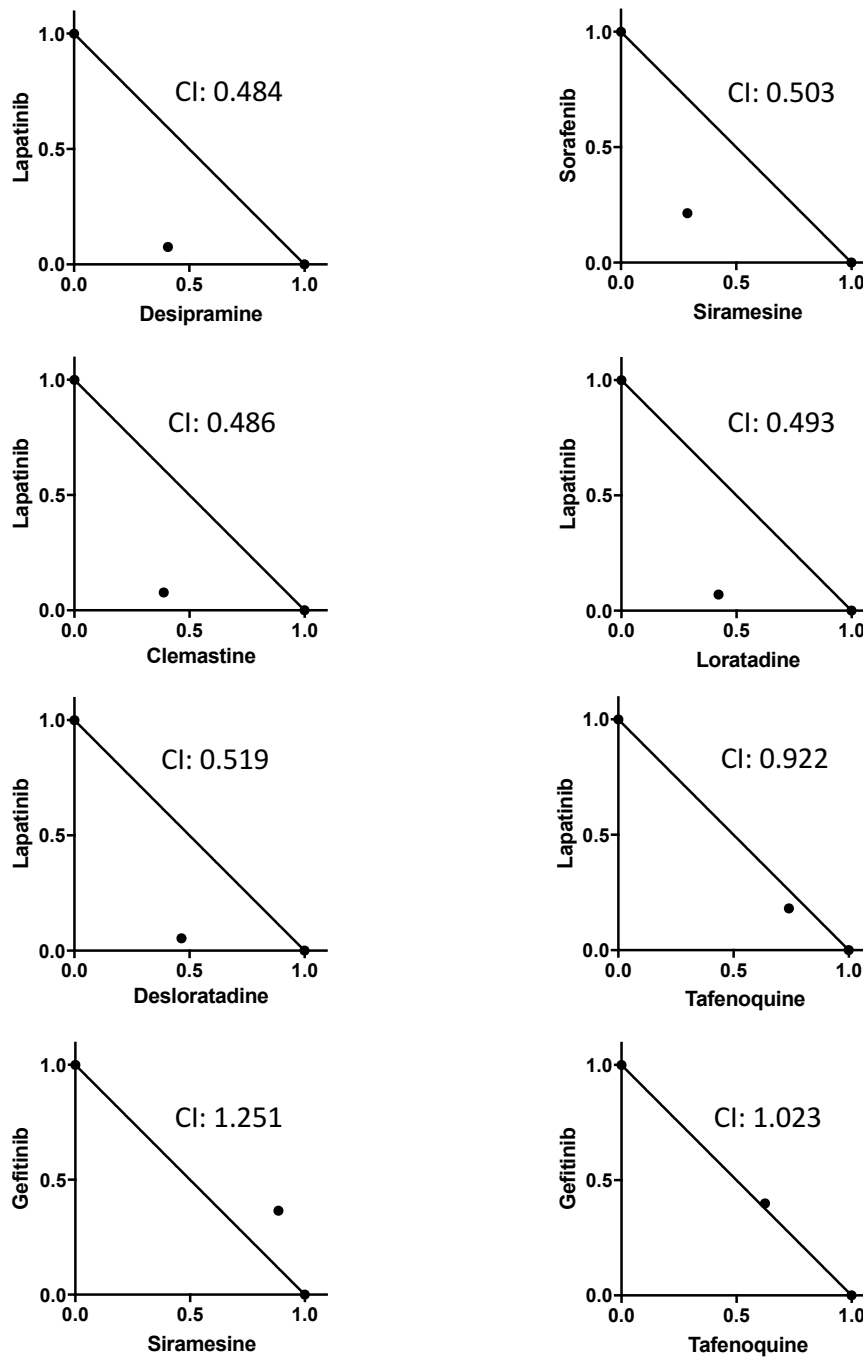 1.0
CI: 0.484
Lapatinib
0.5
0.0
0.0 0.5 1.0
Desipramine
1.0
CI: 0.503
Sorafenib
0.5
0.0
0.0 0.5 1.0
Siramesine
1.0
CI: 0.486
Lapatinib
0.5
0.0
0.0 0.5 1.0
Clemastine
1.0
CI: 0.493
Lapatinib
0.5
0.0
0.0 0.5 1.0
Loratadine
1.0
CI: 0.519
Lapatinib
0.5
0.0
0.0 0.5 1.0
Desloratadine
1.0
CI: 0.922
Lapatinib
0.5
0.0
0.0 0.5 1.0
Tafenoquine
1.0
CI: 1.251
Gefitinib
0.5
0.0
0.0 0.5 1.0
Siramesine
1.0
CI: 1.023
Gefitinib
0.5
0.0
0.0 0.5 1.0
Tafenoquine